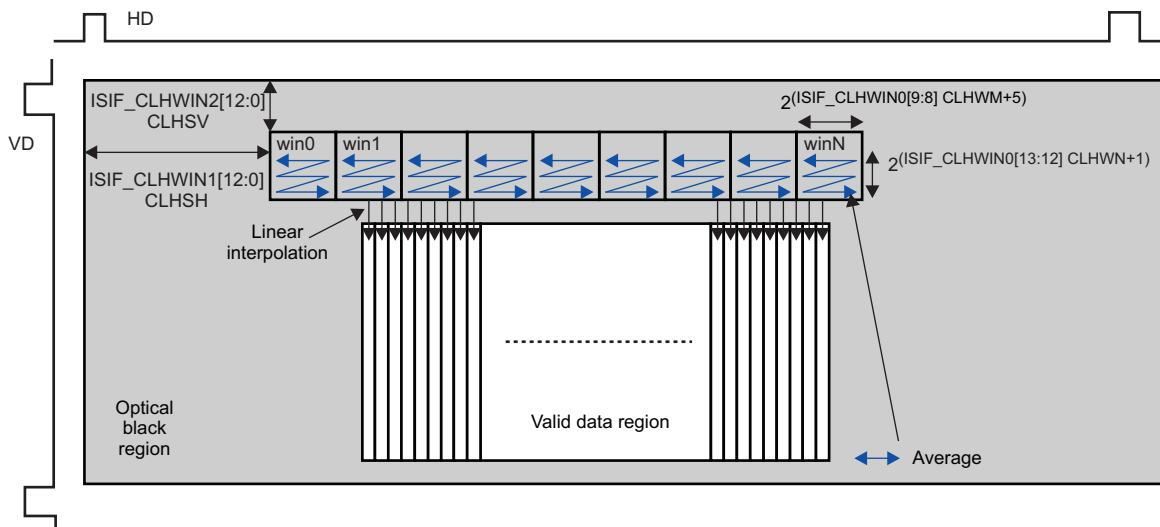 HD
ISIF_CLHWIN2[12:0]
CLHSV
2(ISIF_CLHWIN0[9:8] CLHWM+5)
VD
win0
win1
winN
2(ISIF_CLHWIN0[13:12] CLHWN+1)
ISIF_CLHWIN1[12:0]
CLHSH
Linear
interpolation
Optical
black
region
Valid data region
Average